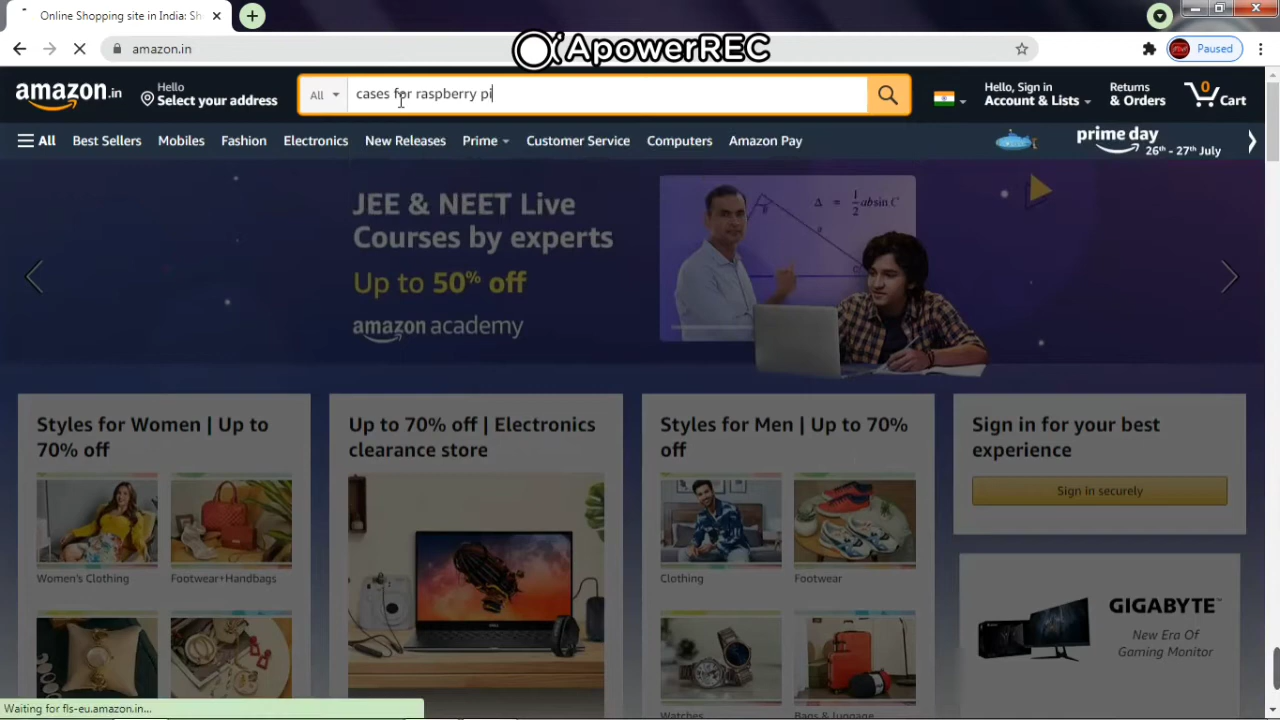 Online Shopping site in India: Sh
amazon.in
ApowerREC
Paused
amazon.in
Hello
Select your address
All
cases for raspberry pi
Hello, Sign in
Account & Lists
Returns
& Orders
0
Cart
All
Best Sellers
Mobiles
Fashion
Electronics
New Releases
Prime
Customer Service
Computers
Amazon Pay
prime day
26th - 27th July
JEE & NEET Live
Courses by experts
Up to 50% off
amazon academy
Δ = 1/2 absin C
Styles for Women | Up to
70% off
Women's Clothing
Footwear+Handbags
Up to 70% off | Electronics
clearance store
Styles for Men | Up to 70%
off
Clothing
Footwear
Watches
Bags & luggage
Sign in for your best
experience
Sign in securely
GIGABYTE™
New Era Of
Gaming Monitor
Waiting for fls-eu.amazon.in...